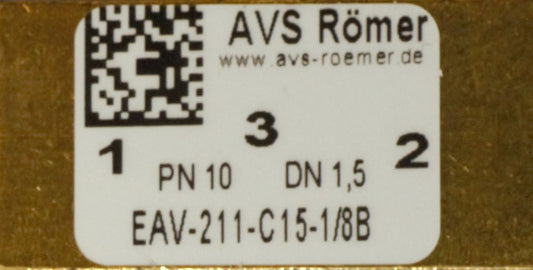 AVS Römer
www.avs-roemer.de
3
1 2
PN 10 DN 1,5
EAV-211-C15-1/8B